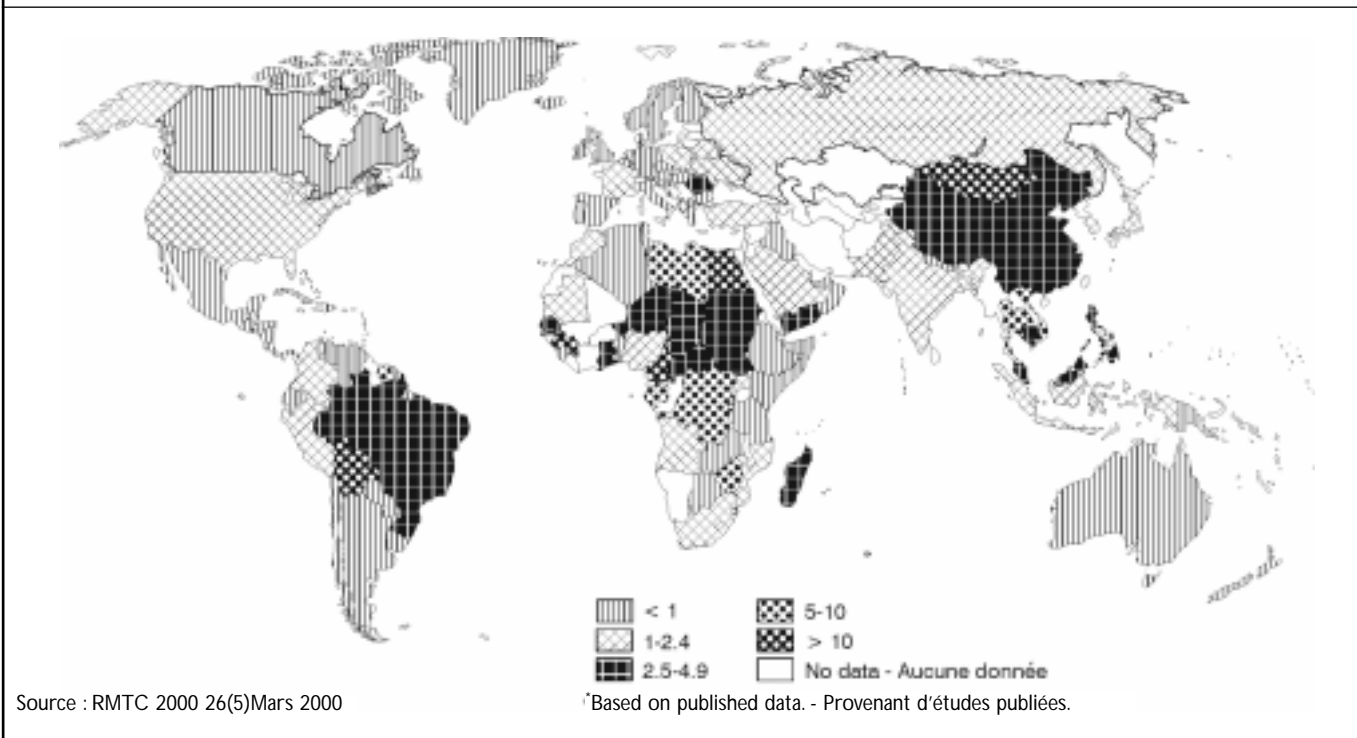 < 1
1-2.4
2.5-4.9
5-10
> 10
No data - Aucune donnée
Source : RMTC 2000 26(5)Mars 2000
*Based on published data. - Provenant d'études publiées.